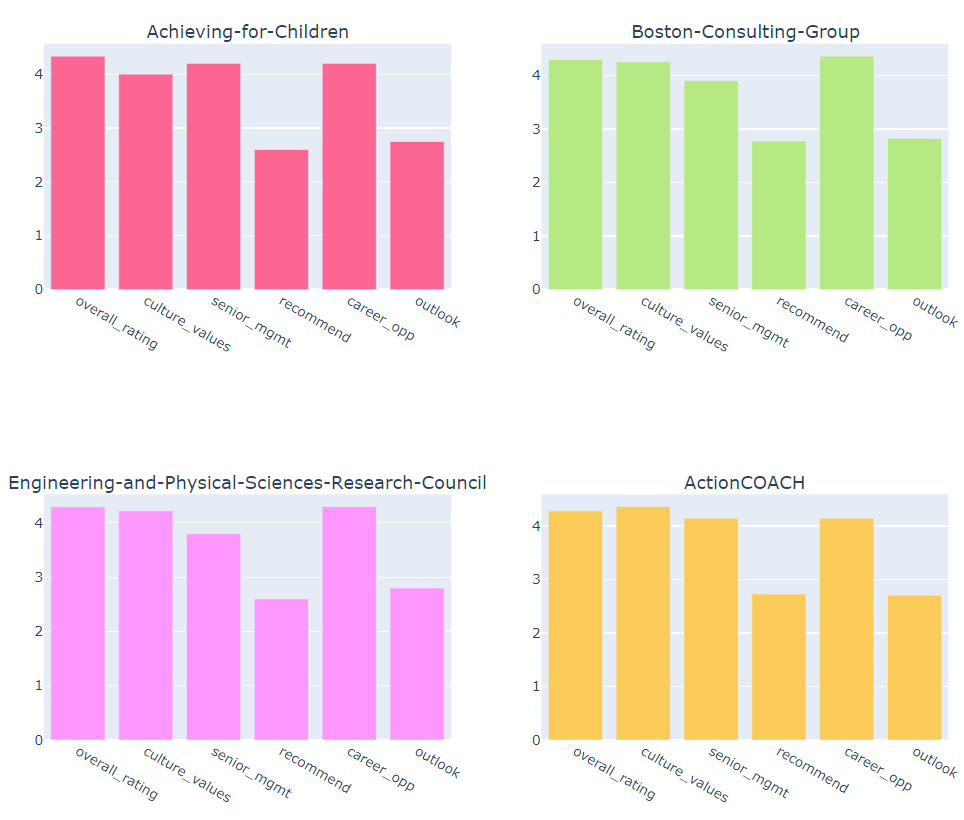 Achieving-for-Children
4
3
2
1
0
overall_rating
culture_values
senior_mgmt
recommend
career_opp
outlook
Boston-Consulting-Group
4
3
2
1
0
overall_rating
culture_values
senior_mgmt
recommend
career_opp
outlook
Engineering-and-Physical-Sciences-Research-Council
4
3
2
1
0
overall_rating
culture_values
senior_mgmt
recommend
career_opp
outlook
ActionCOACH
4
3
2
1
0
overall_rating
culture_values
senior_mgmt
recommend
career_opp
outlook